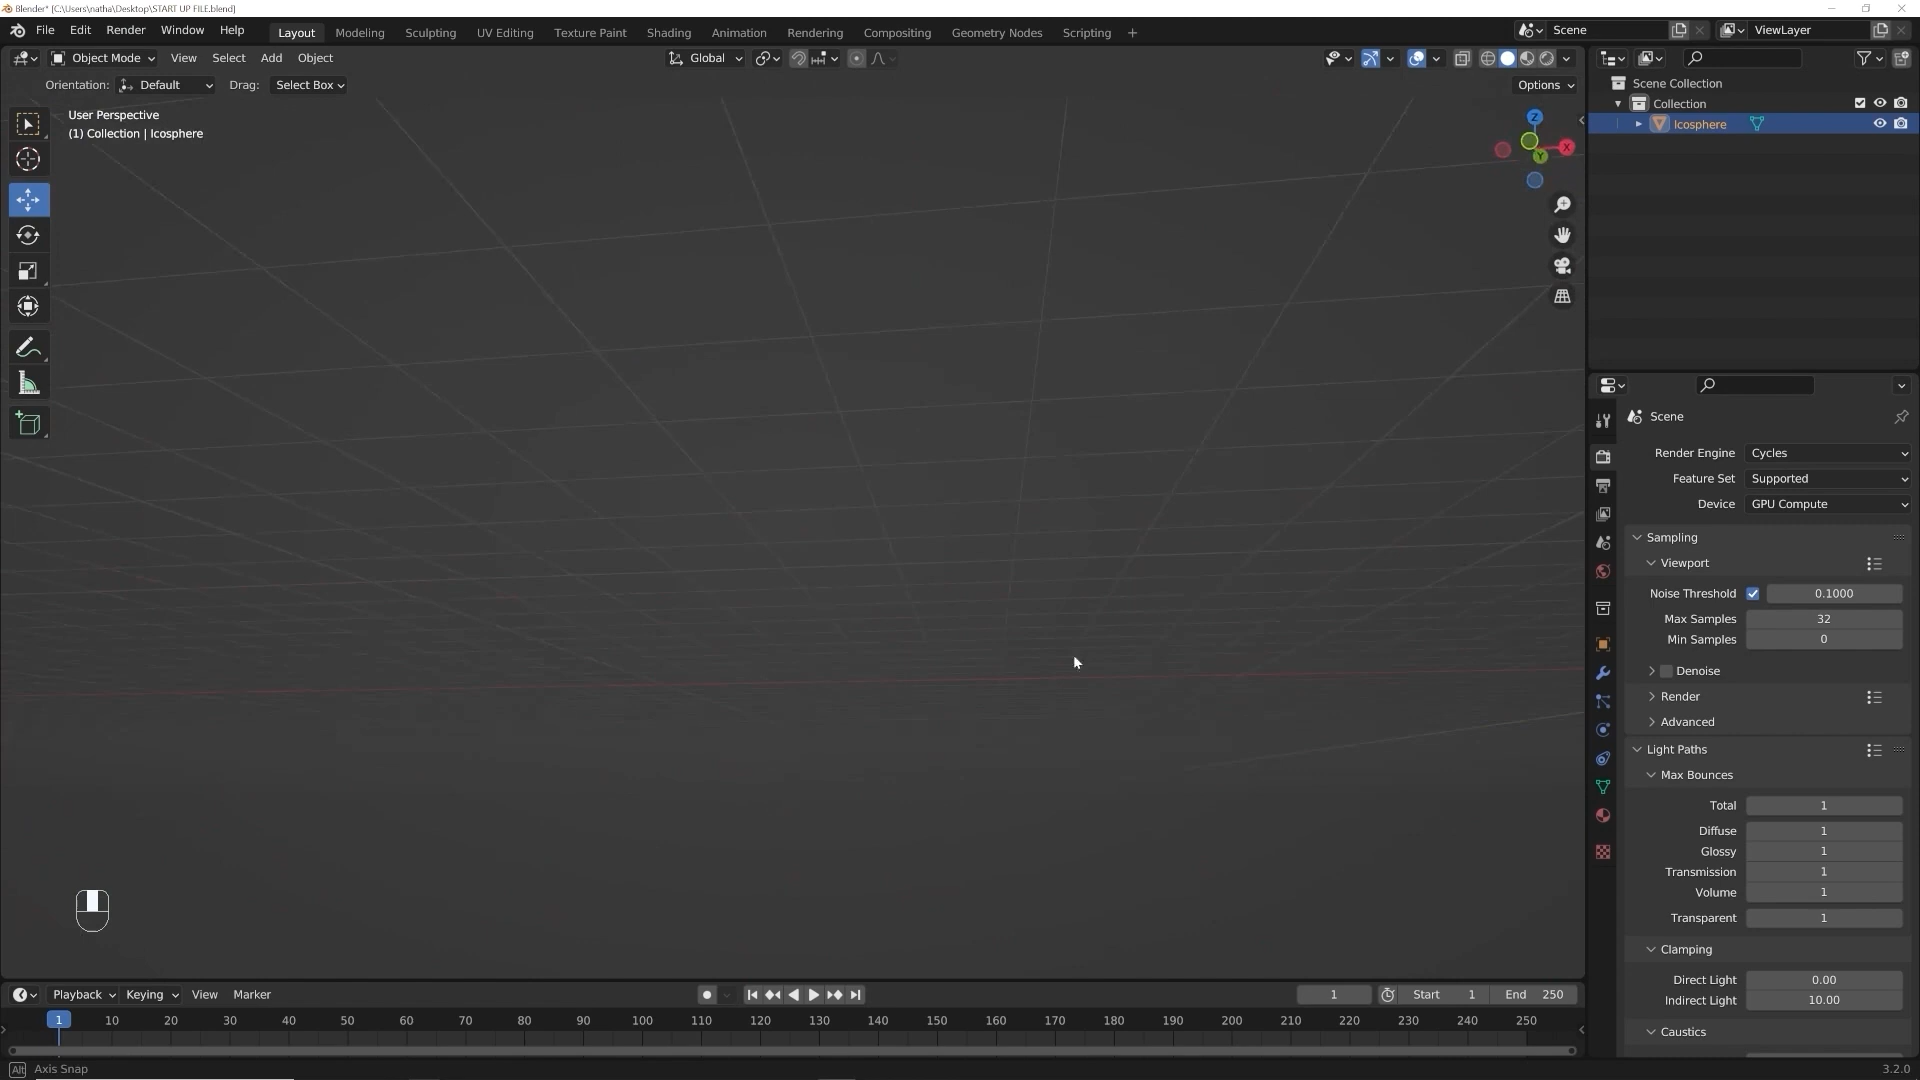 Blender* [C:\Users\natha\Desktop\START UP FILE.blend]
File Edit Render Window Help
Layout Modeling Sculpting UV Editing Texture Paint Shading Animation Rendering Compositing Geometry Nodes Scripting +
Scene
ViewLayer
Object Mode View Select Add Object
Global
Orientation: Default Drag: Select Box
Options
User Perspective
(1) Collection | Icosphere
Z
X
Y
Scene Collection
Collection
Icosphere
Scene
Render Engine Cycles
Feature Set Supported
Device GPU Compute
Sampling
Viewport
Noise Threshold 0.1000
Max Samples 32
Min Samples 0
Denoise
Render
Advanced
Light Paths
Max Bounces
Total 1
Diffuse 1
Glossy 1
Transmission 1
Volume 1
Transparent 1
Clamping
Direct Light 0.00
Indirect Light 10.00
Caustics
Playback Keying View Marker
1 Start 1 End 250
1 10 20 30 40 50 60 70 80 90 100 110 120 130 140 150 160 170 180 190 200 210 220 230 240 250
Alt Axis Snap
3.2.0